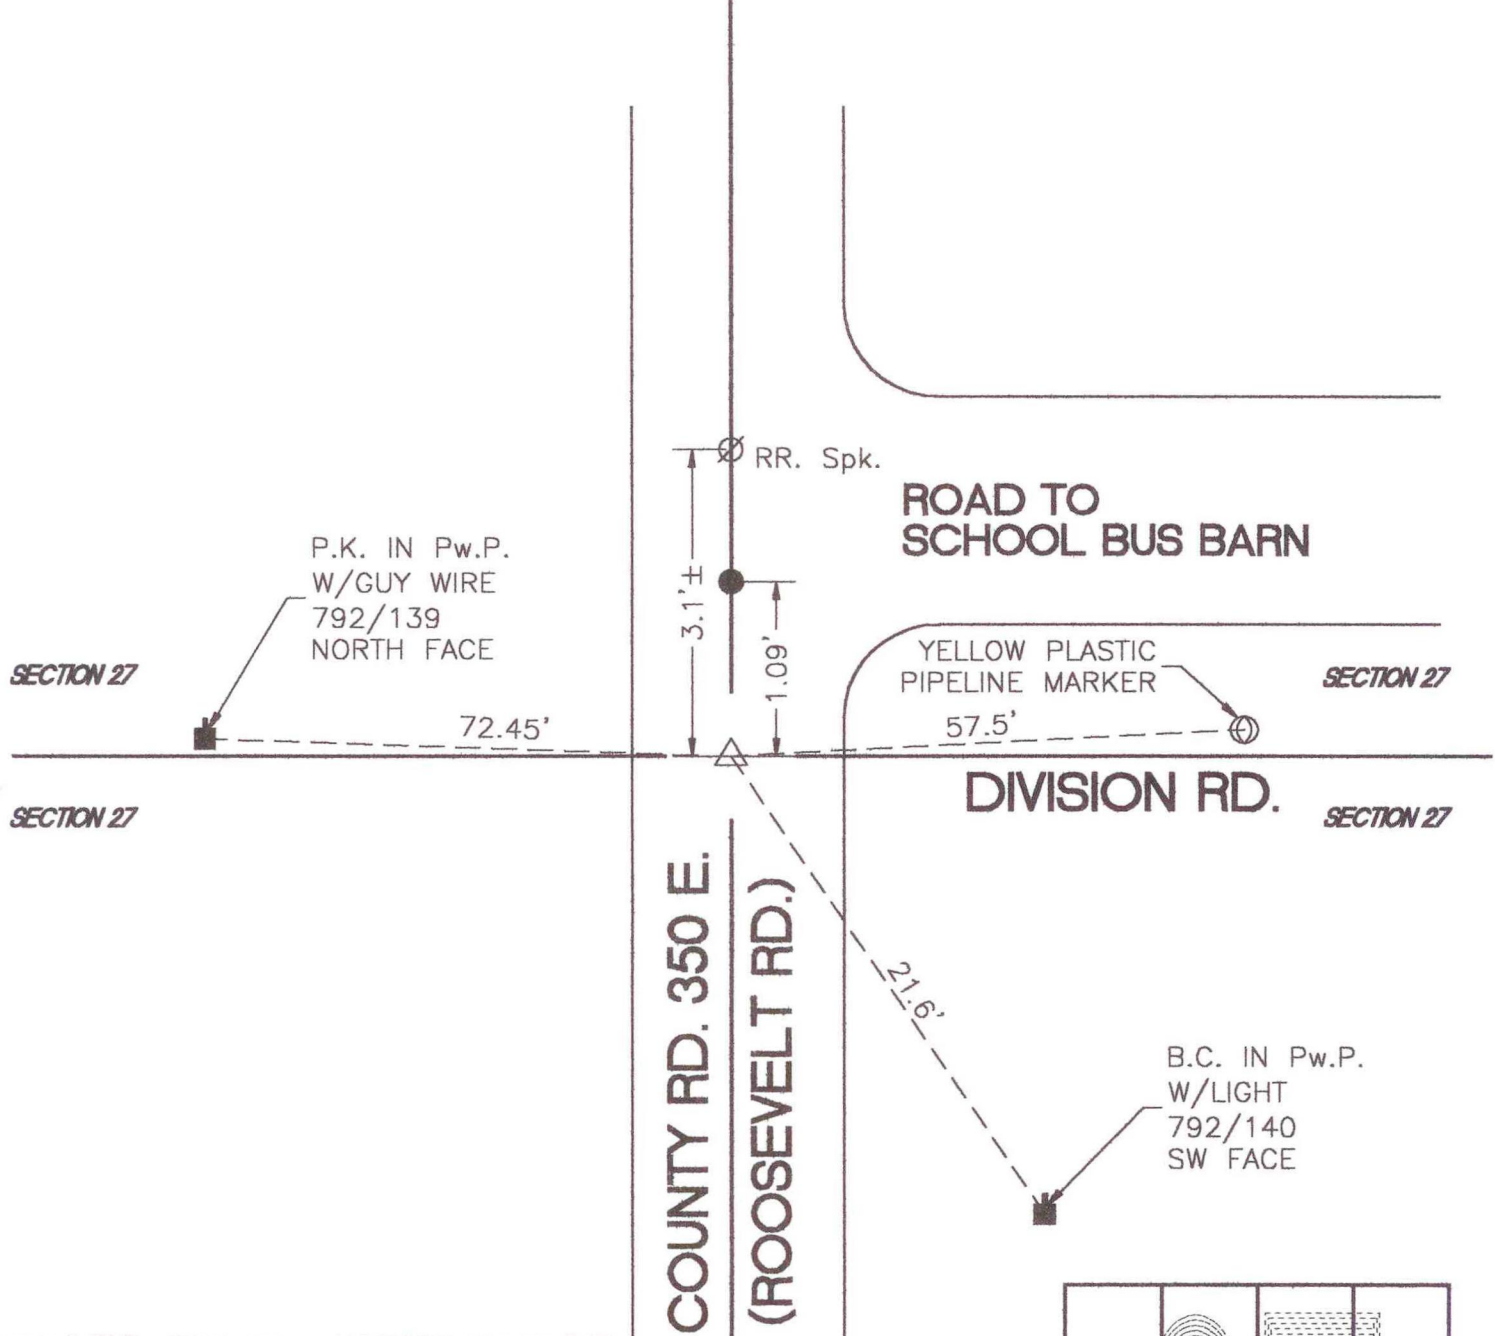 RR. Spk.
ROAD TO
SCHOOL BUS BARN
P.K. IN Pw.P.
W/GUY WIRE
792/139
NORTH FACE
3.1'±
1.09'
YELLOW PLASTIC
PIPELINE MARKER
SECTION 27
SECTION 27
72.45'
57.5'
DIVISION RD.
SECTION 27
SECTION 27
COUNTY RD. 350 E.
(ROOSEVELT RD.)
21.6'
B.C. IN Pw.P.
W/LIGHT
792/140
SW FACE